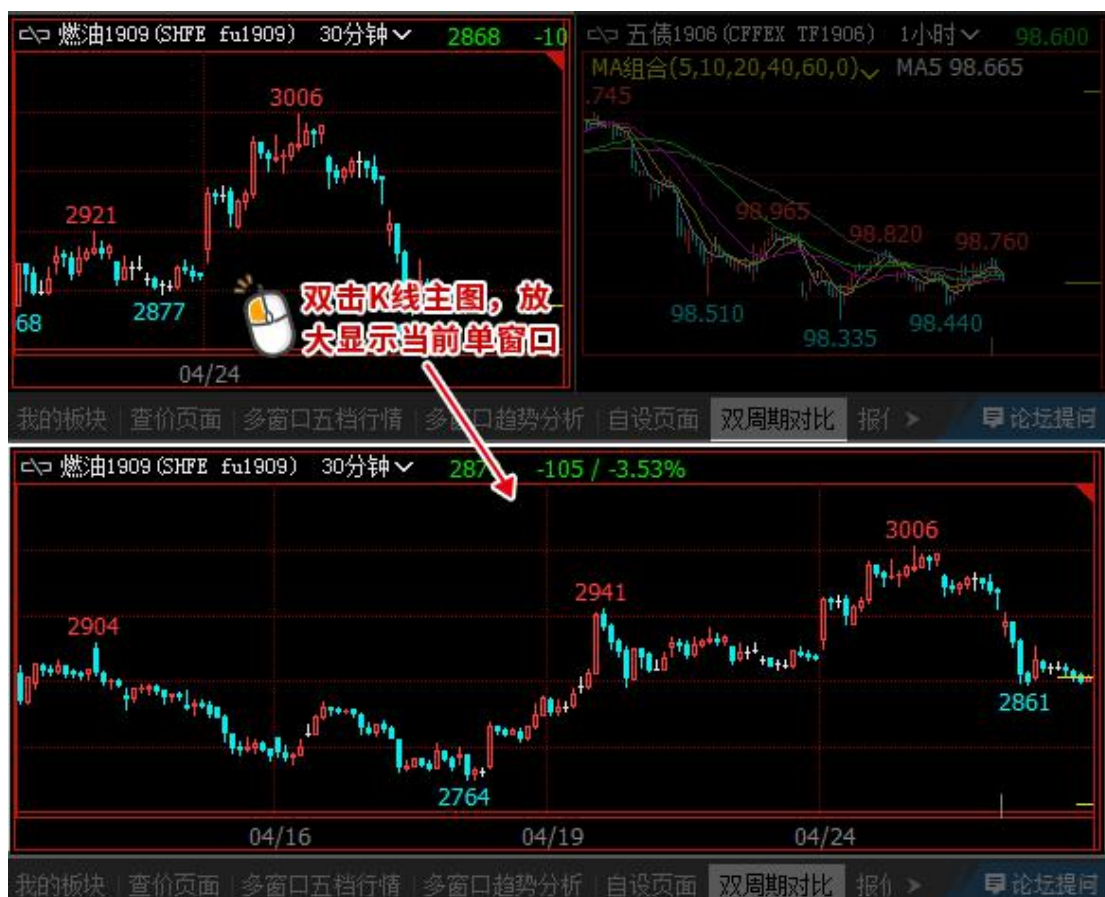 燃油1909(SHFE fu1909) 30分钟 2868 -10
3006
2921
2877
68
04/24
五债1906(CFFEX TF1906) 1小时 98.600
MA组合(5,10,20,40,60,0) MA5 98.665
.745
98.965
98.820
98.760
98.510
98.335
98.440
双击K线主图，放
大显示当前单窗口
我的板块 查价页面 多窗口五档行情 多窗口趋势分析 自设页面 双周期对比 论坛提问
燃油1909(SHFE fu1909) 30分钟 287 -105 / -3.53%
3006
2941
2904
2861
2764
04/16 04/19 04/24
我的板块 查价页面 多窗口五档行情 多窗口趋势分析 自设页面 双周期对比 论坛提问